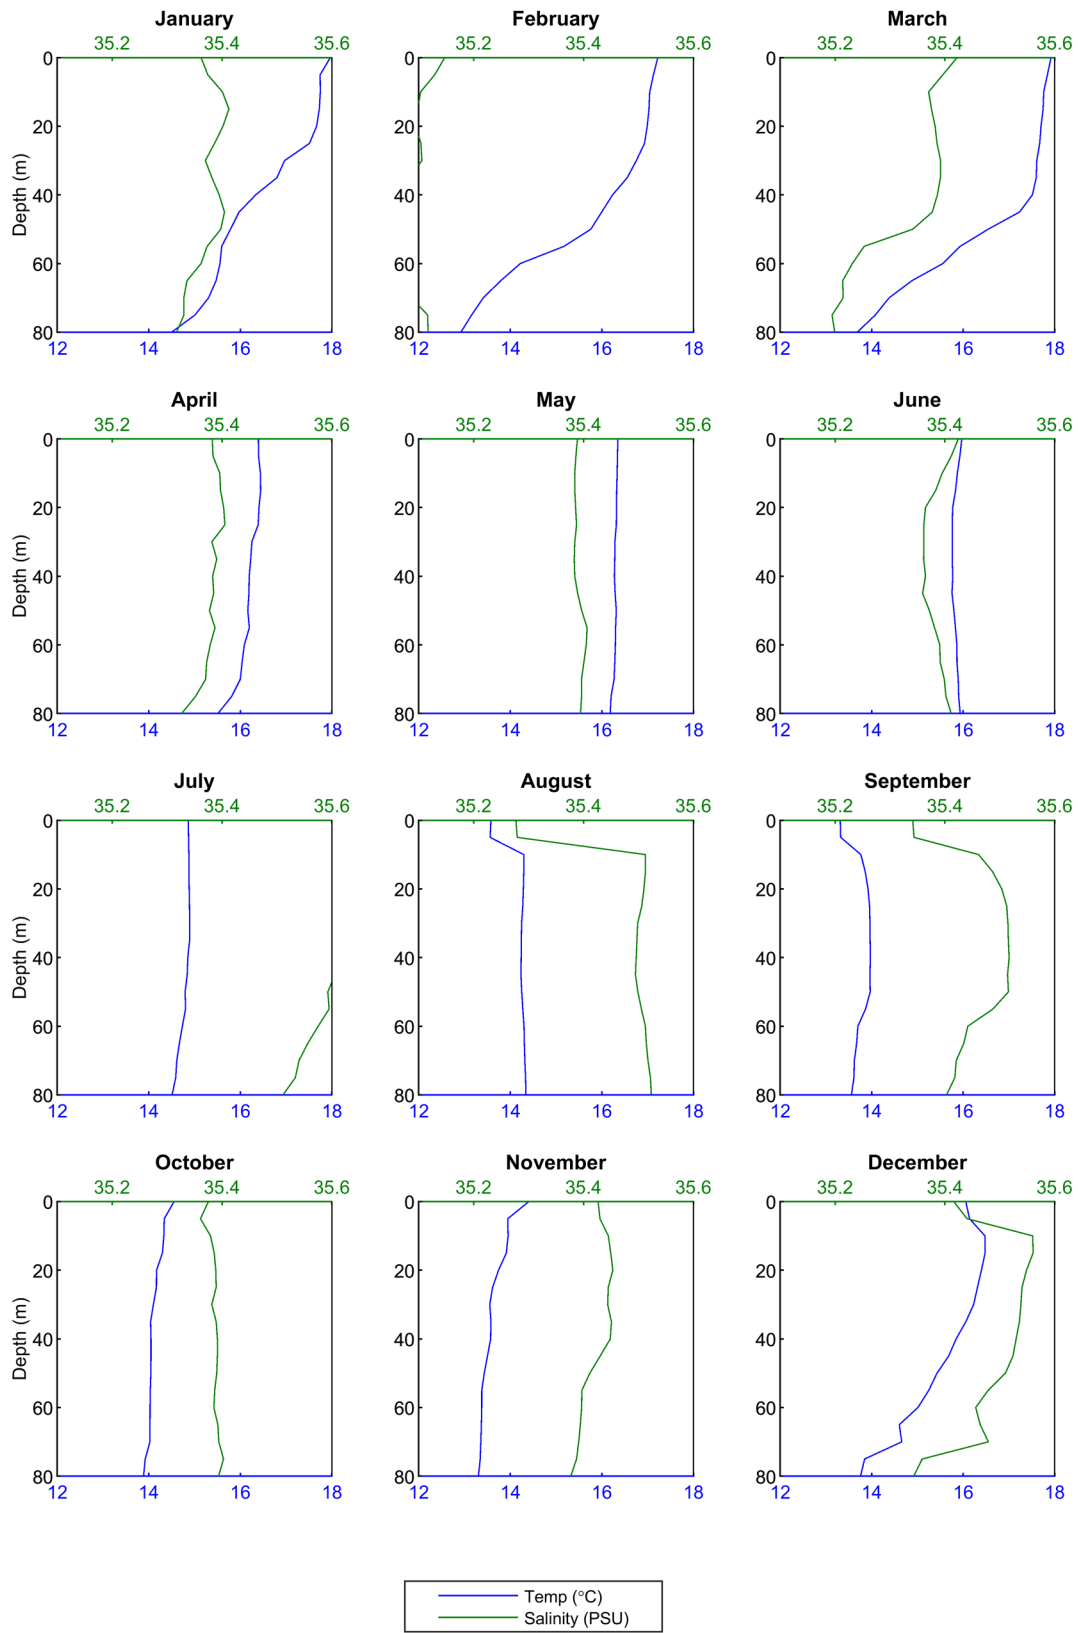 January February March
35.2 35.4 35.6 35.2 35.4 35.6 35.2 35.4 35.6
0 0 0
20 20 20
Depth (m)
40 40 40
60 60 60
80 80 80
12 14 16 18 12 14 16 18 12 14 16 18
April May June
35.2 35.4 35.6 35.2 35.4 35.6 35.2 35.4 35.6
0 0 0
20 20 20
Depth (m)
40 40 40
60 60 60
80 80 80
12 14 16 18 12 14 16 18 12 14 16 18
July August September
35.2 35.4 35.6 35.2 35.4 35.6 35.2 35.4 35.6
0 0 0
20 20 20
Depth (m)
40 40 40
60 60 60
80 80 80
12 14 16 18 12 14 16 18 12 14 16 18
October November December
35.2 35.4 35.6 35.2 35.4 35.6 35.2 35.4 35.6
0 0 0
20 20 20
Depth (m)
40 40 40
60 60 60
80 80 80
12 14 16 18 12 14 16 18 12 14 16 18
Temp (°C)
Salinity (PSU)